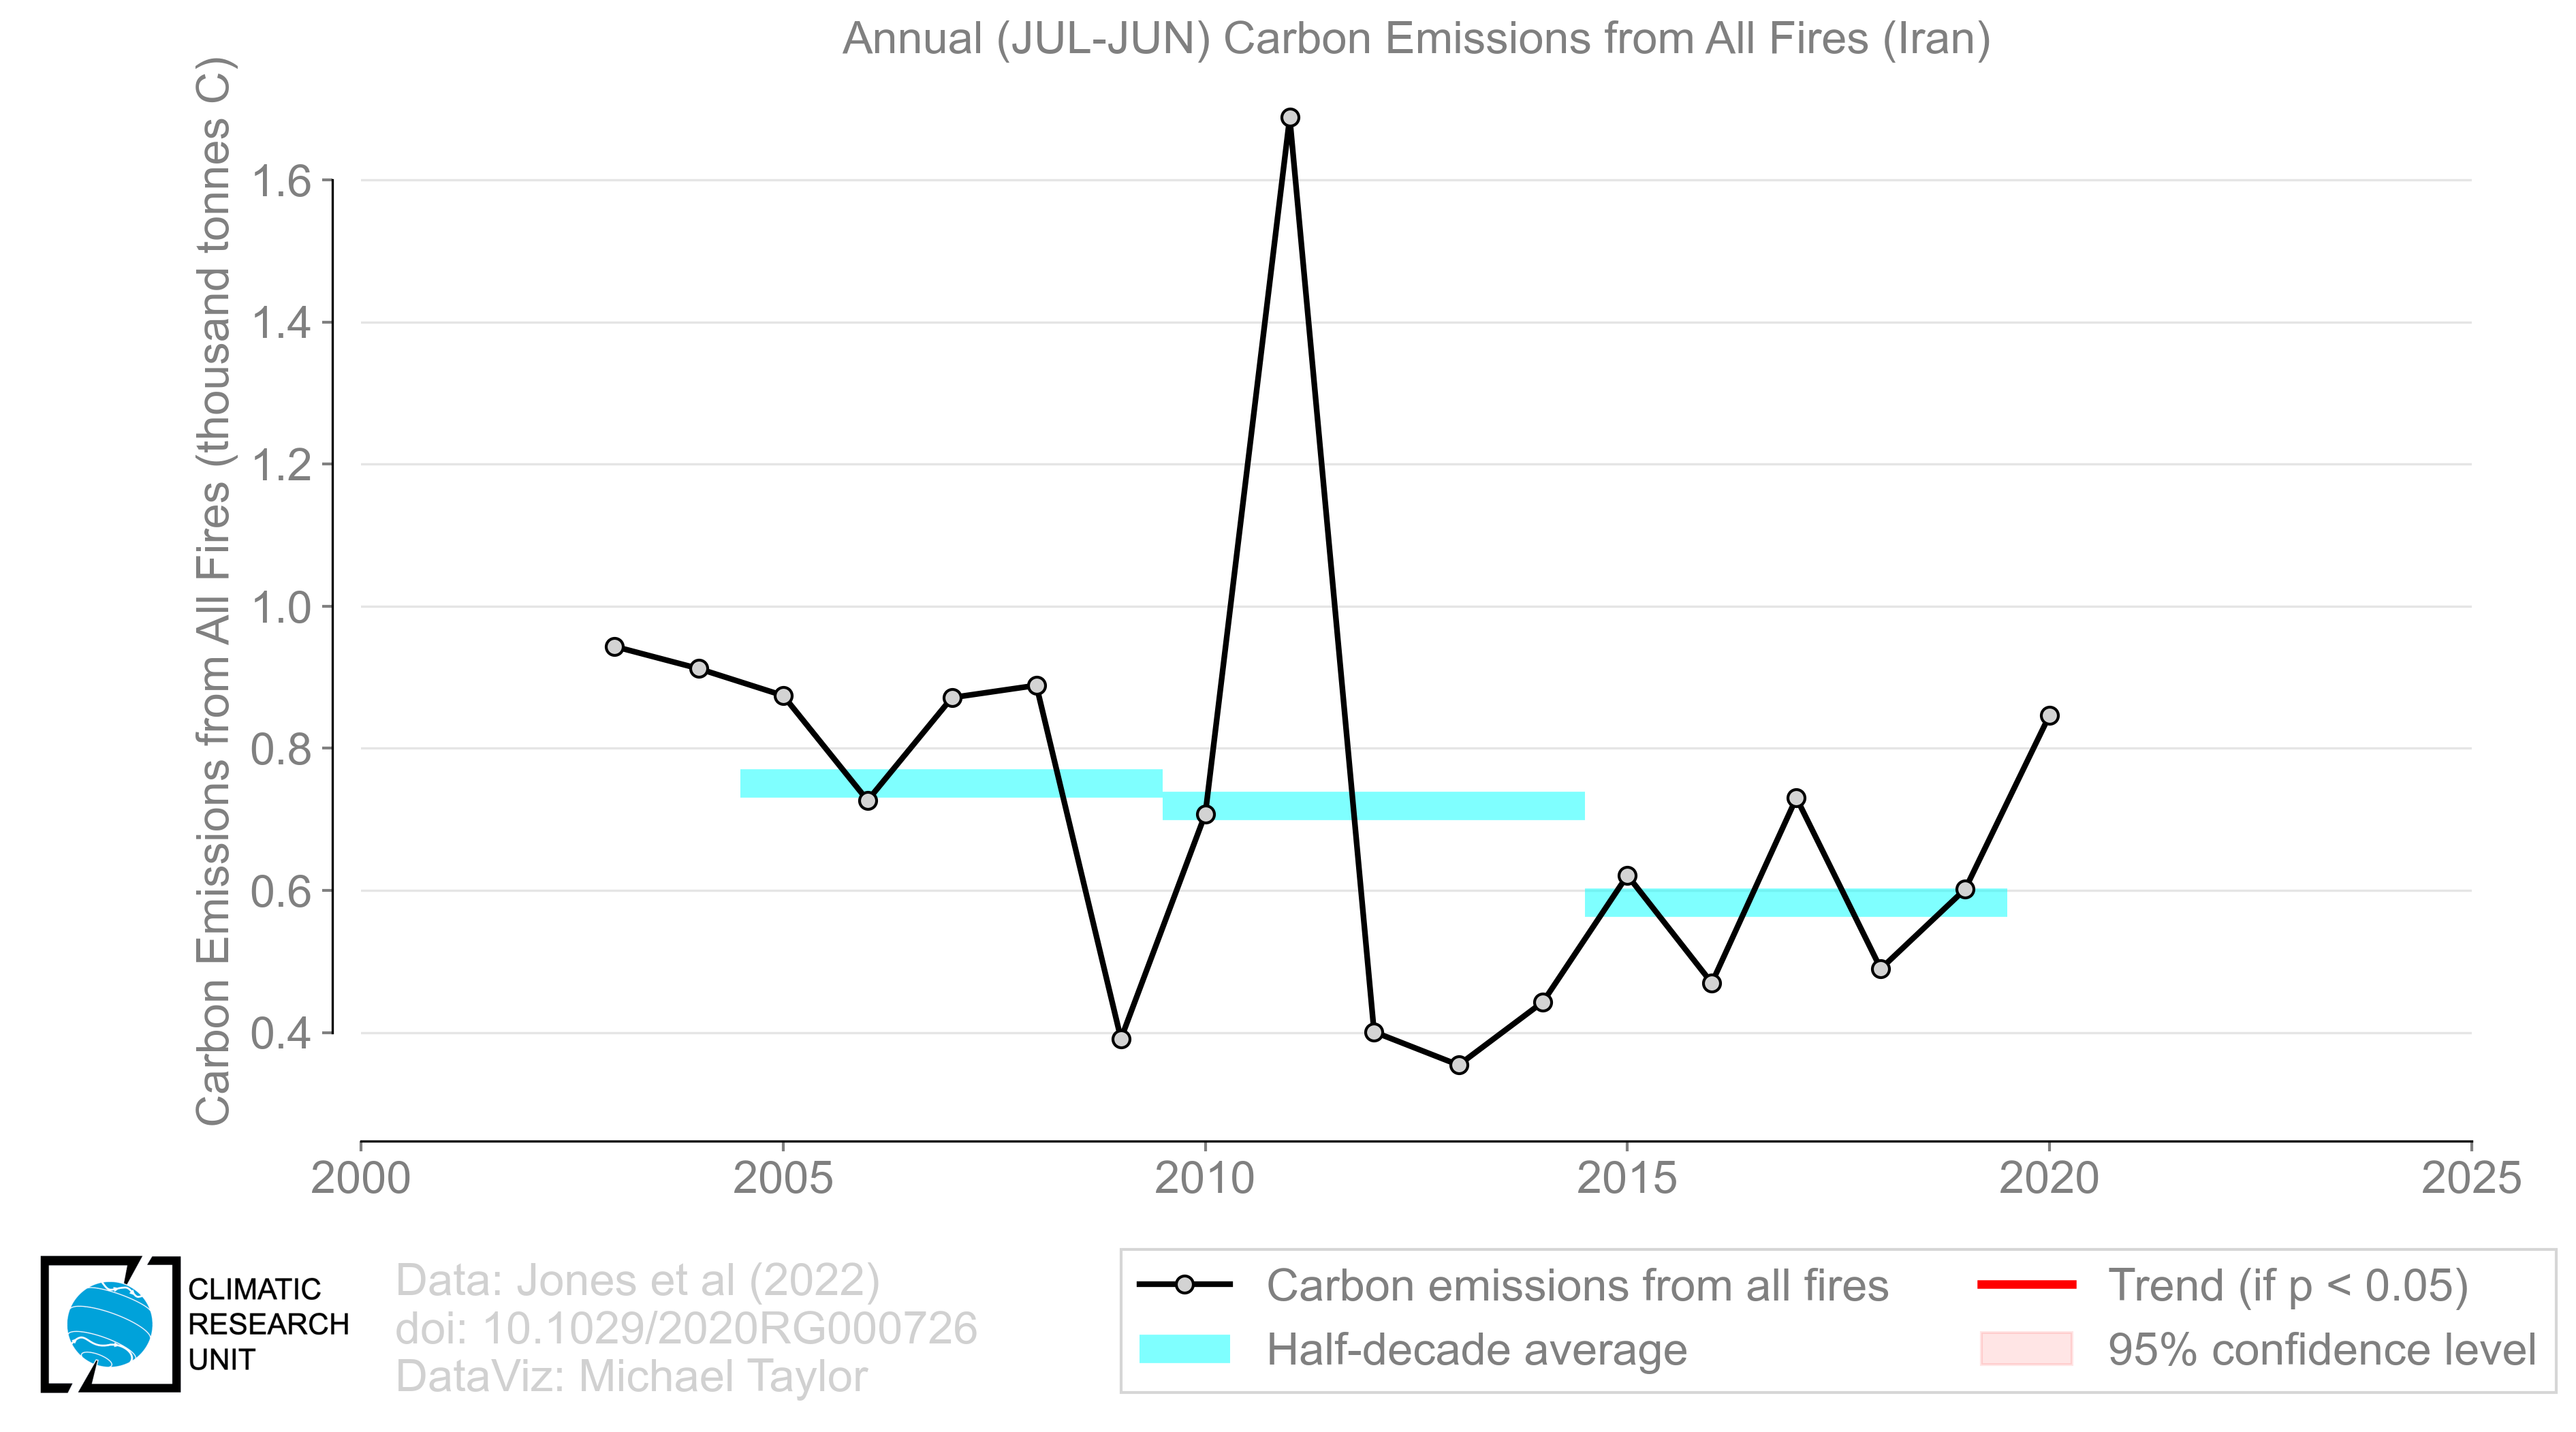 Annual (JUL-JUN) Carbon Emissions from All Fires (Iran)
Carbon Emissions from All Fires (thousand tonnes C)
1.6
1.4
1.2
1.0
0.8
0.6
0.4
2000
2005
2010
2015
2020
2025
CLIMATIC
RESEARCH
UNIT
Data: Jones et al (2022)
doi: 10.1029/2020RG000726
DataViz: Michael Taylor
Carbon emissions from all fires
Half-decade average
Trend (if p < 0.05)
95% confidence level